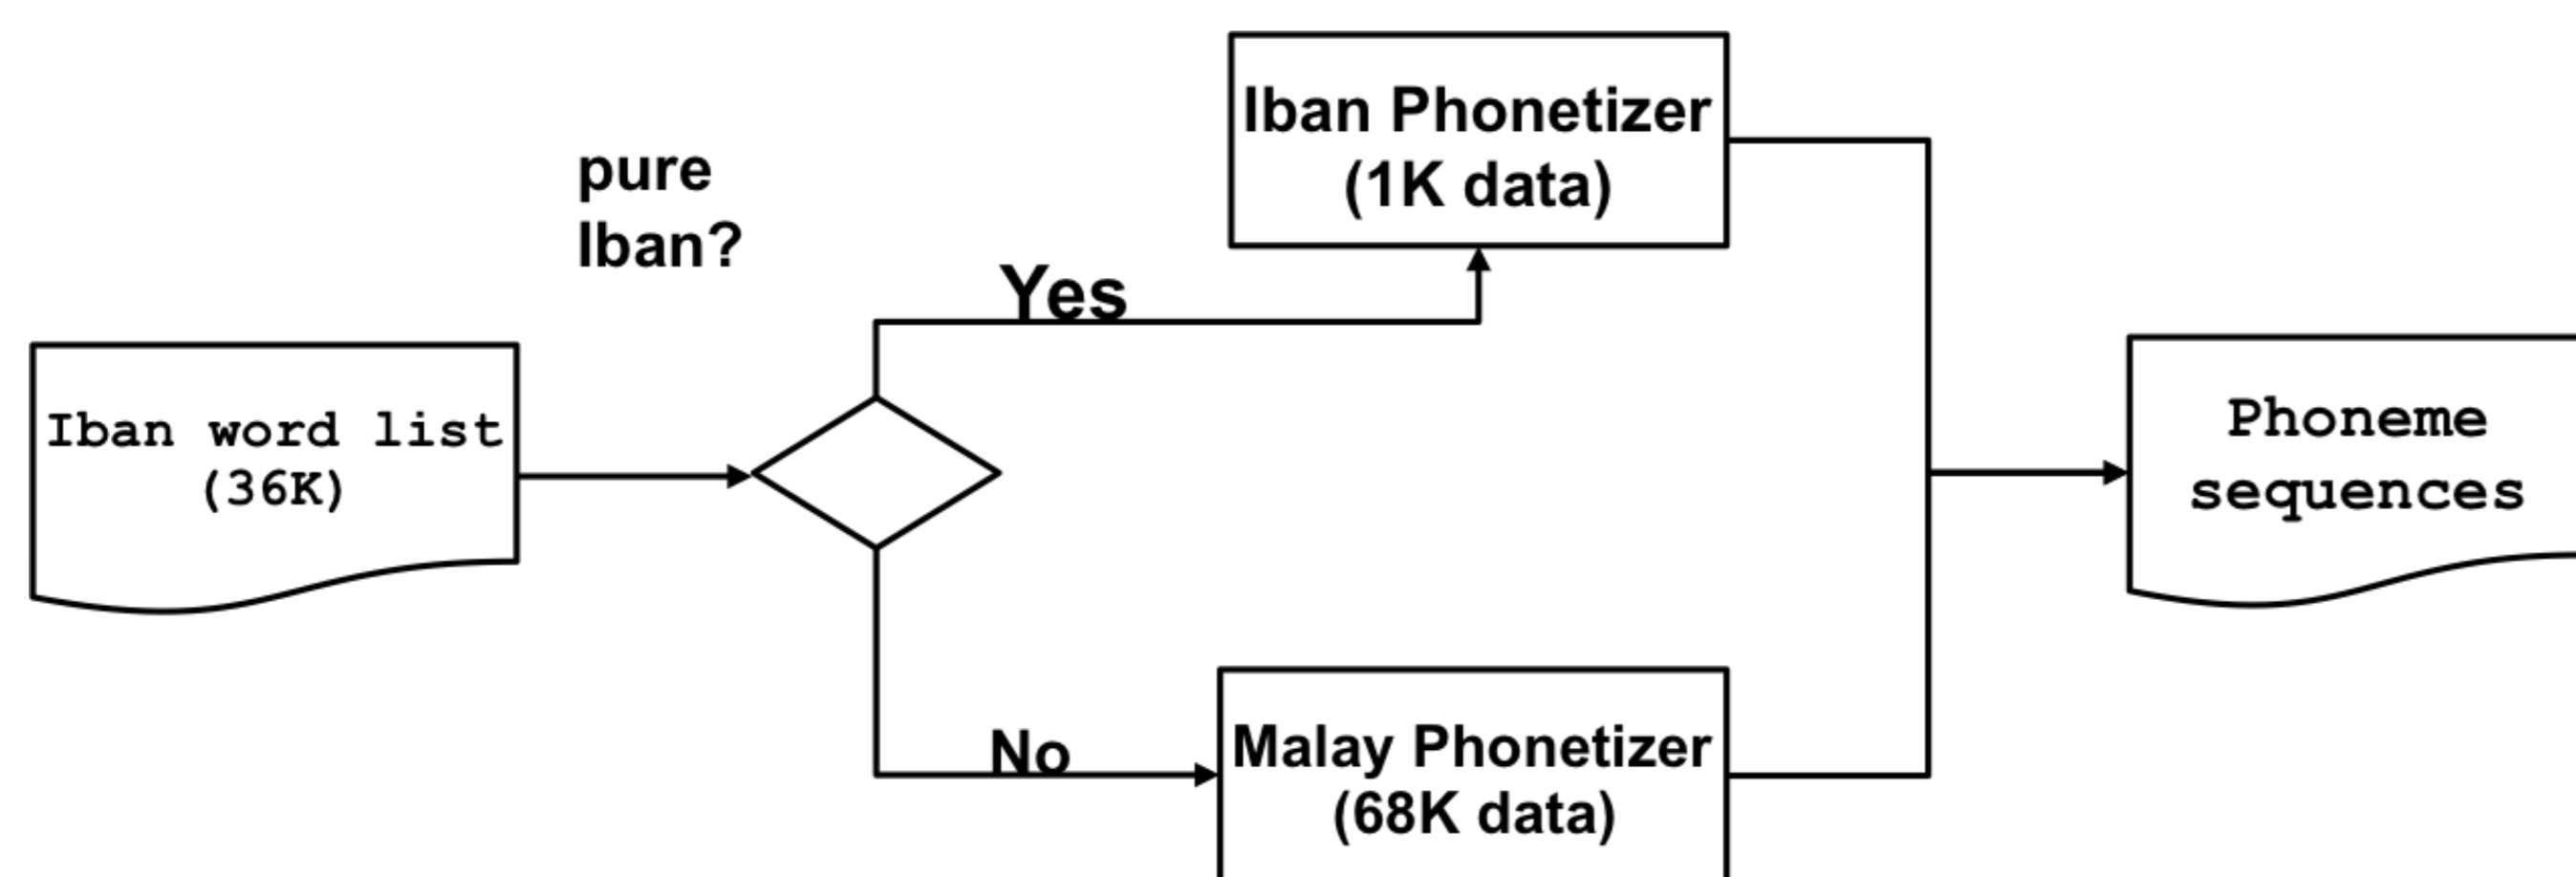 Iban word list
(36K)
pure
Iban?
Yes
No
Iban Phonetizer
(1K data)
Malay Phonetizer
(68K data)
Phoneme
sequences